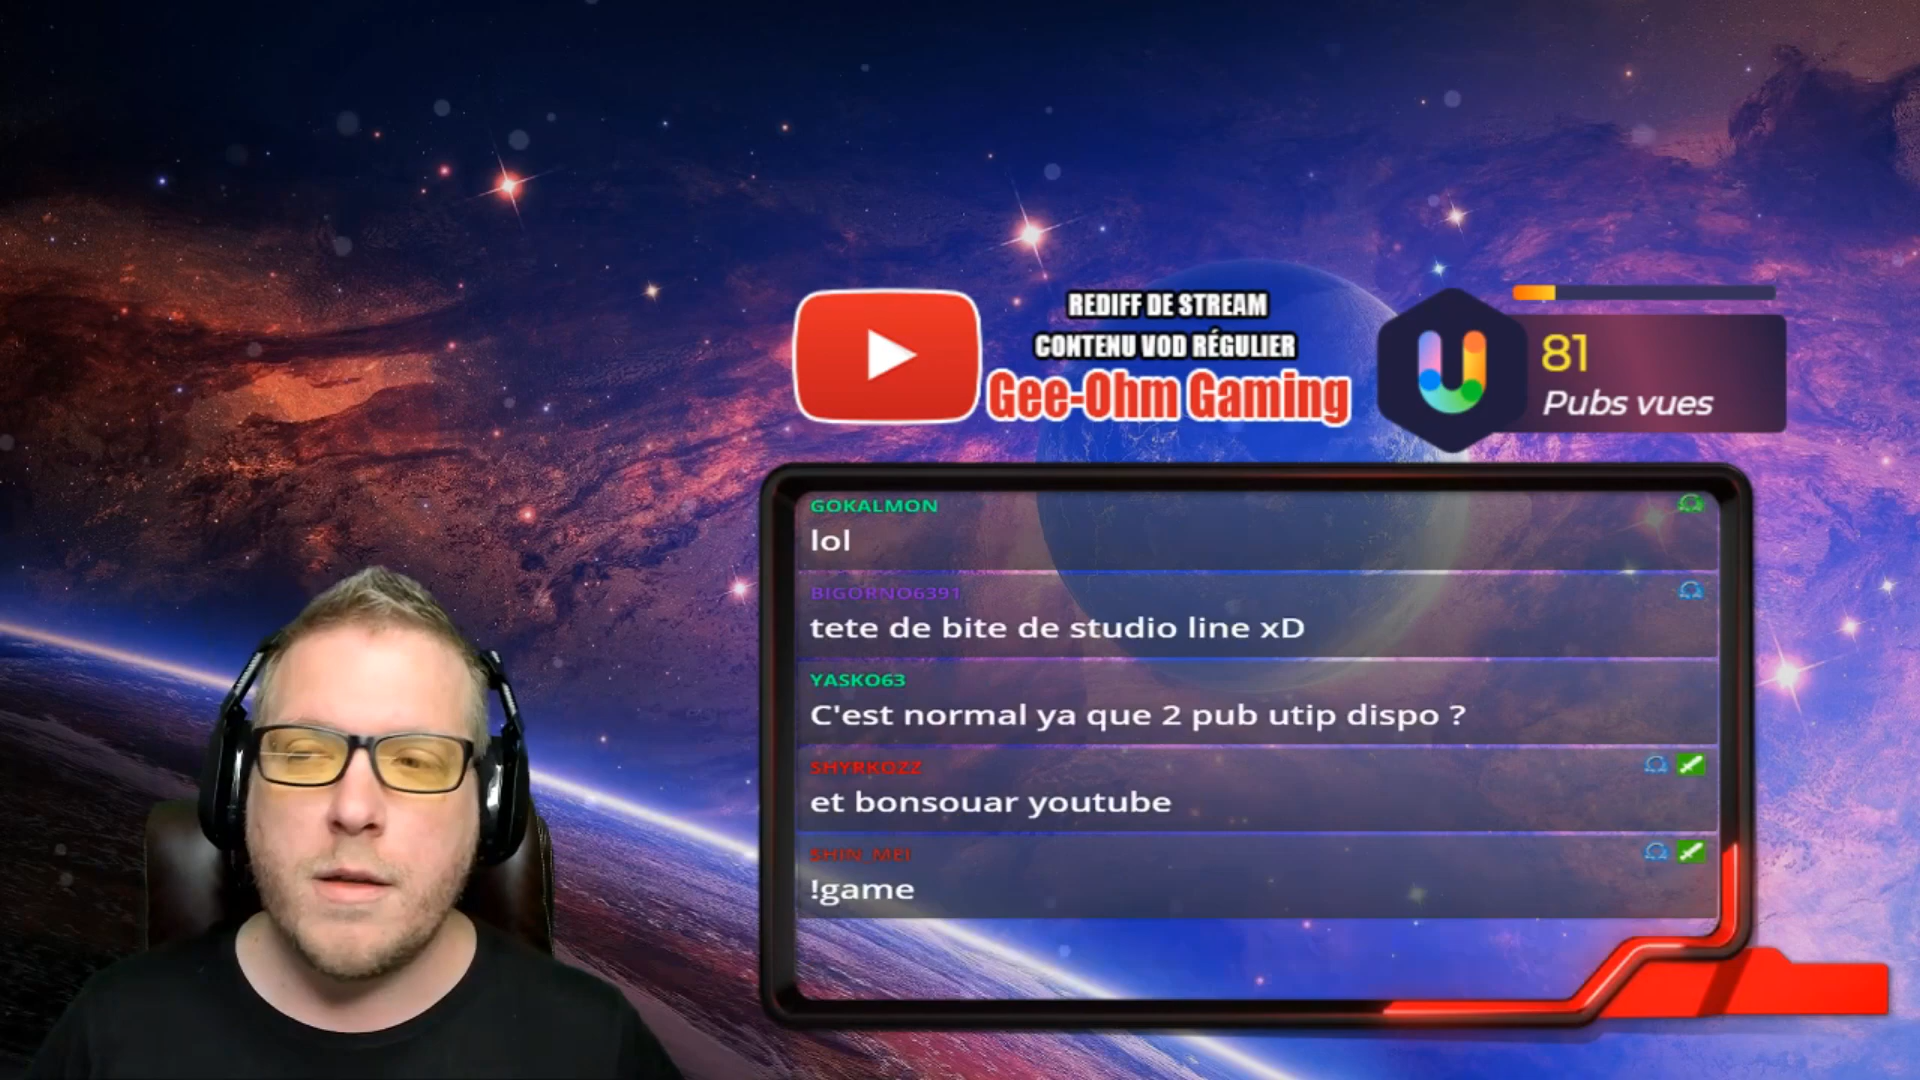 REDIFF DE STREAM
CONTENU VOD RÉGULIER
Gee-Ohm Gaming
81
Pubs vues
GOKALMON
lol
BIGORNO6391
tete de bite de studio line xD
YASKO63
C'est normal ya que 2 pub utip dispo ?
SHYRKOZZ
et bonsouar youtube
SHIN_MEI
!game